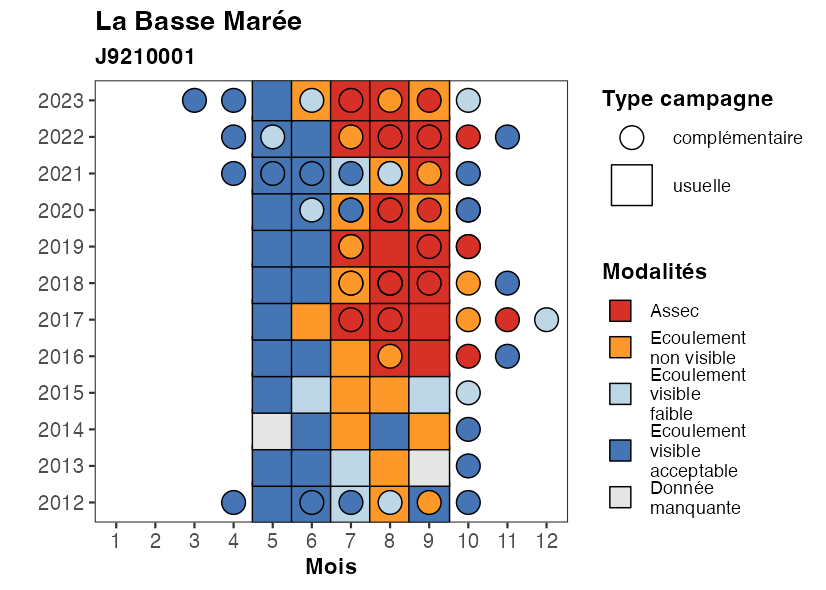 La Basse Marée
J9210001
2023
2022
2021
2020
2019
2018
2017
2016
2015
2014
2013
2012
1 2 3 4 5 6 7 8 9 10 11 12
Mois
Type campagne
complémentaire
usuelle
Modalités
Assec
Ecoulement
non visible
Ecoulement
visible
faible
Ecoulement
visible
acceptable
Donnée
manquante